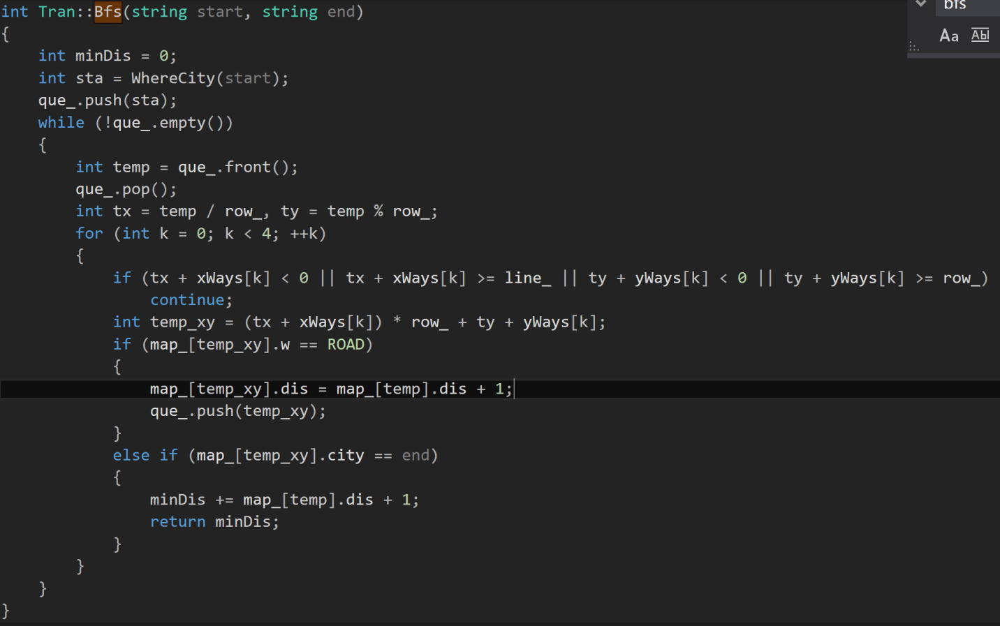 int Tran::Bfs(string start, string end)
bfs
{
Aa Abl
    int minDis = 0;
    int sta = WhereCity(start);
    que_.push(sta);
    while (!que_.empty())
    {
        int temp = que_.front();
        que_.pop();
        int tx = temp / row_, ty = temp % row_;
        for (int k = 0; k < 4; ++k)
        {
            if (tx + xWays[k] < 0 || tx + xWays[k] >= line_ || ty + yWays[k] < 0 || ty + yWays[k] >= row_)
                continue;
            int temp_xy = (tx + xWays[k]) * row_ + ty + yWays[k];
            if (map_[temp_xy].w == ROAD)
            {
                map_[temp_xy].dis = map_[temp].dis + 1;
                que_.push(temp_xy);
            }
            else if (map_[temp_xy].city == end)
            {
                minDis += map_[temp].dis + 1;
                return minDis;
            }
        }
    }
}